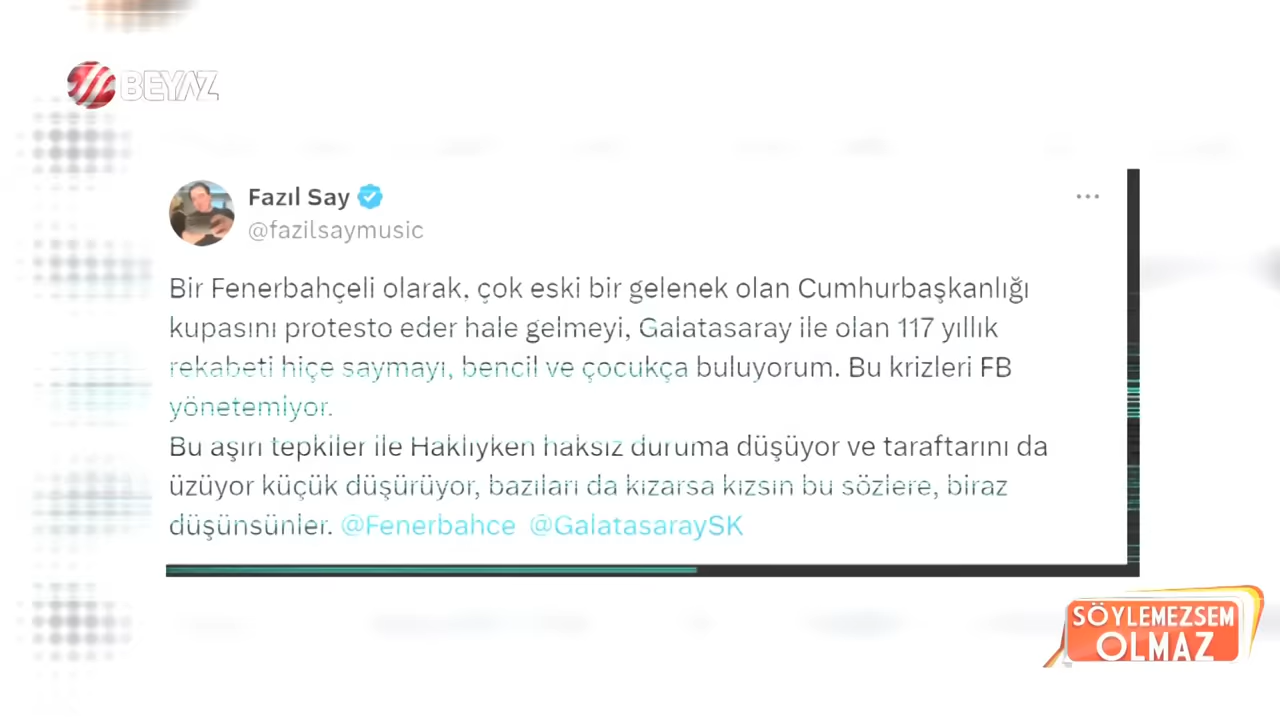 BEYAZ
Fazıl Say
@fazilsaymusic
Bir Fenerbahçeli olarak, çok eski bir gelenek olan Cumhurbaşkanlığı
kupasını protesto eder hale gelmeyi, Galatasaray ile olan 117 yıllık
rekabeti hiçe saymayı, bencil ve çocukça buluyorum. Bu krizleri FB
yönetemiyor.
Bu aşırı tepkiler ile Haklıyken haksız duruma düşüyor ve taraftarını da
üzüyor küçük düşürüyor, bazıları da kızarsa kızsın bu sözlere, biraz
düşünsünler. @Fenerbahce @GalatasaraySK
SÖYLEMEZSEM
OLMAZ